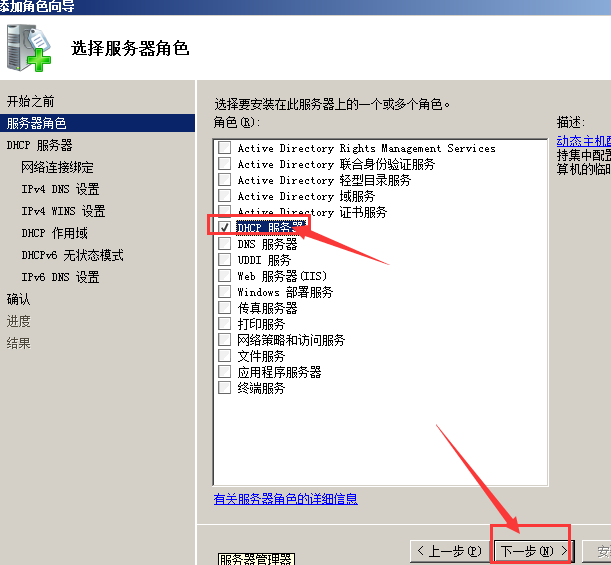 添加角色向导
选择服务器角色
开始之前
服务器角色
DHCP 服务器
网络连接绑定
IPv4 DNS 设置
IPv4 WINS 设置
DHCP 作用域
DHCPv6 无状态模式
IPv6 DNS 设置
确认
进度
结果
选择要安装在此服务器上的一个或多个角色。
角色(R):
Active Directory Rights Management Services
Active Directory 联合身份验证服务
Active Directory 轻型目录服务
Active Directory 域服务
Active Directory 证书服务
DHCP 服务器
DNS 服务器
UDDI 服务
Web 服务器(IIS)
Windows 部署服务
传真服务器
打印服务
网络策略和访问服务
文件服务
应用程序服务器
终端服务
有关服务器角色的详细信息
描述:
动态主机配
持集中配置
算机的临时
< 上一步(P)
下一步(N) >
安
服务器管理器